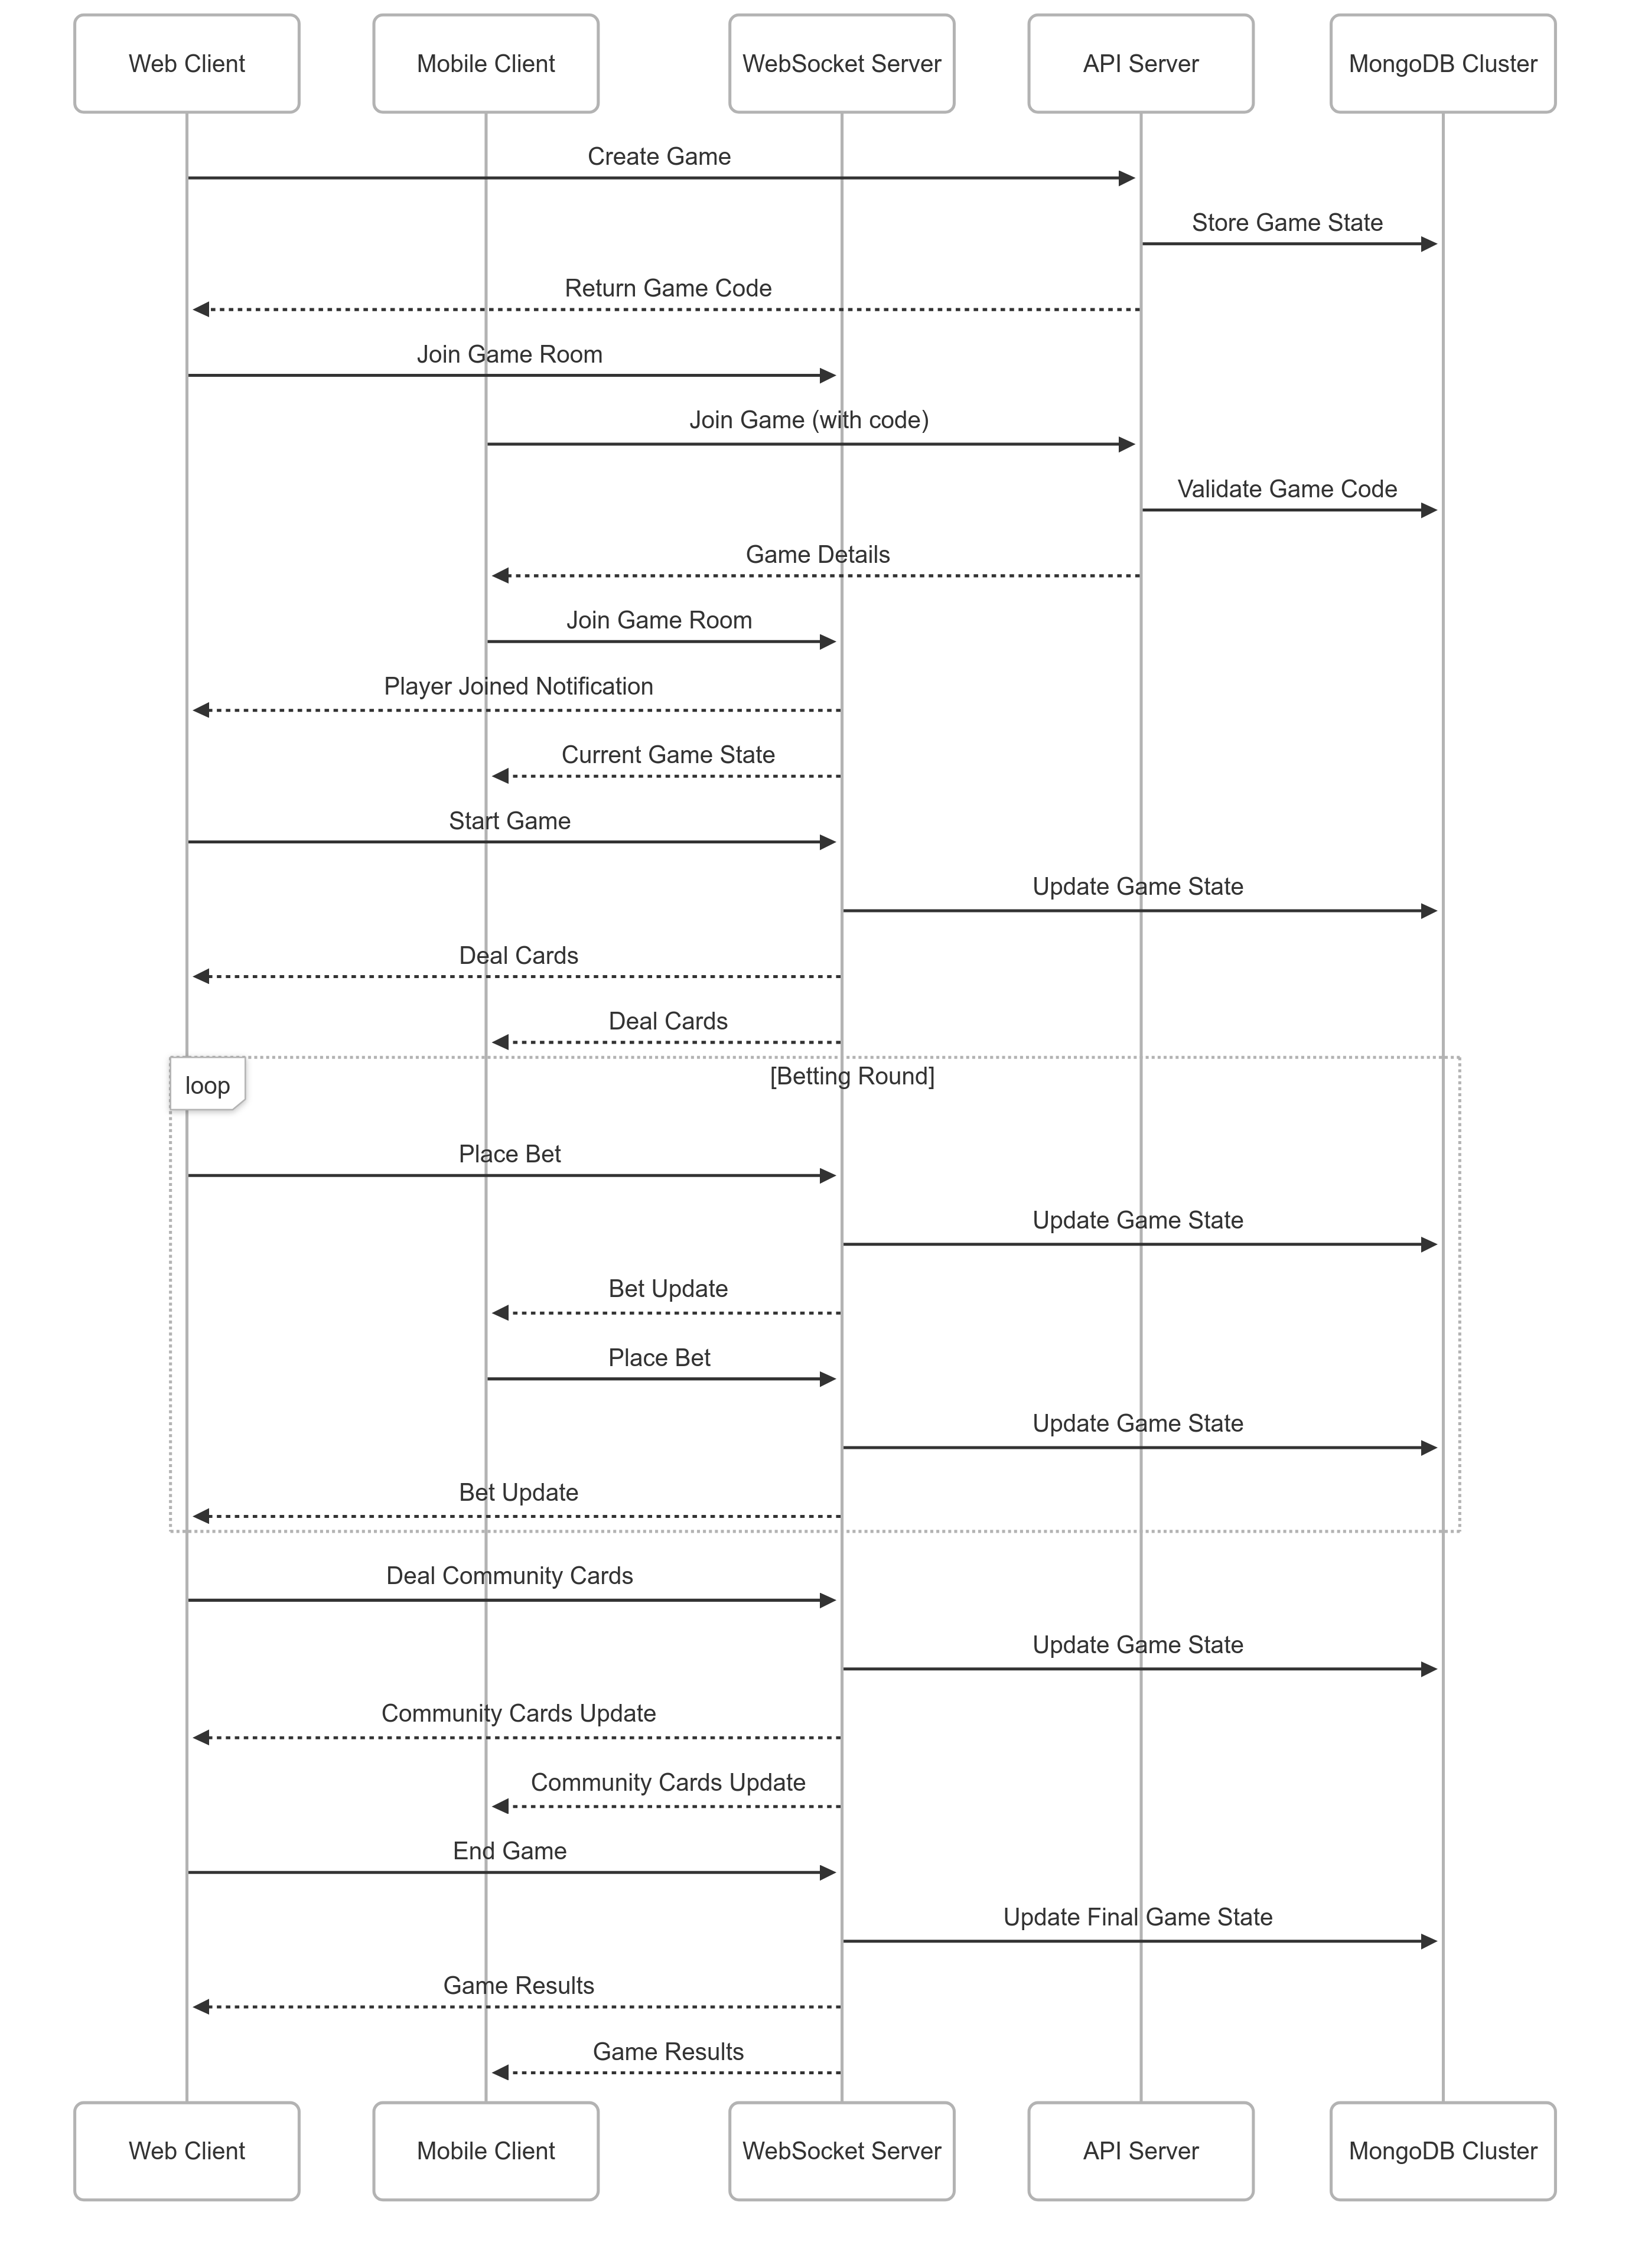 Web Client
Mobile Client
WebSocket Server
API Server
MongoDB Cluster
Create Game
Store Game State
Return Game Code
Join Game Room
Join Game (with code)
Validate Game Code
Game Details
Join Game Room
Player Joined Notification
Current Game State
Start Game
Update Game State
Deal Cards
Deal Cards
loop
[Betting Round]
Place Bet
Update Game State
Bet Update
Place Bet
Update Game State
Bet Update
Deal Community Cards
Update Game State
Community Cards Update
Community Cards Update
End Game
Update Final Game State
Game Results
Game Results
Web Client
Mobile Client
WebSocket Server
API Server
MongoDB Cluster